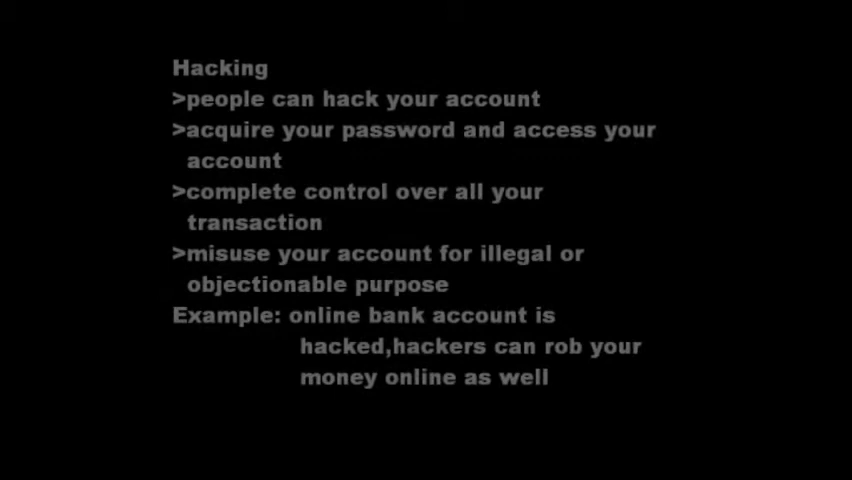 Hacking
>people can hack your account
>acquire your password and access your
account
>complete control over all your
transaction
>misuse your account for illegal or
objectionable purpose
Example: online bank account is
hacked,hackers can rob your
money online as well